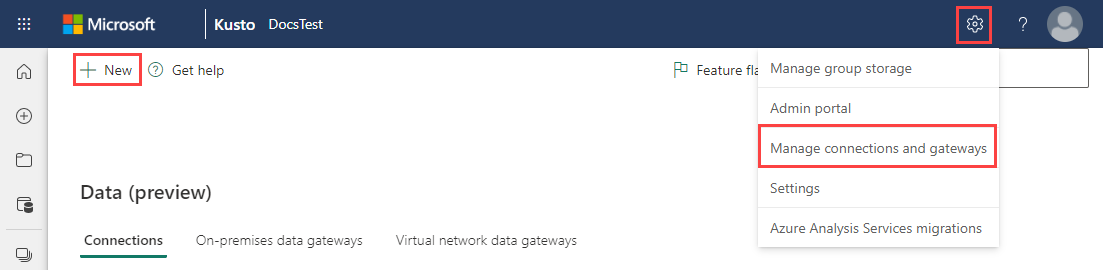 Microsoft Kusto DocsTest ?
New ? Get help Feature fla
Manage group storage
Admin portal
Manage connections and gateways
Data (preview)
Settings
Connections On-premises data gateways Virtual network data gateways
Azure Analysis Services migrations